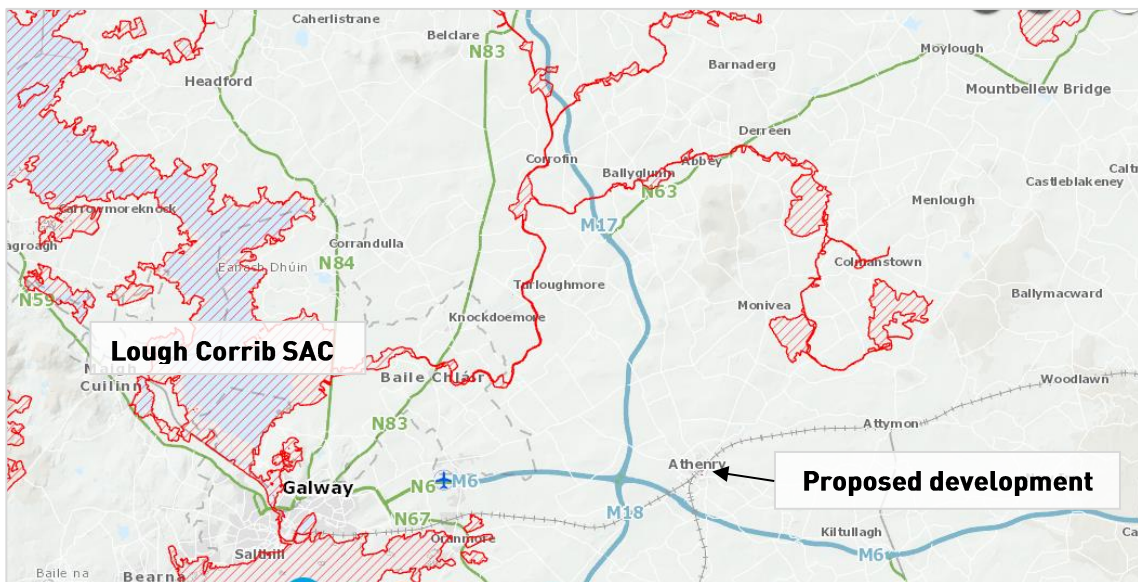 Caherlistrane
Belclare
N83
Moylough
Barnaderg
Headford
Mountbellew Bridge
Derreen
Corrofin
Abbey
Ballyglunin
Castleblakeney
N63
Menlough
Carrowmoreknock
M17
Corrandulla
Eanach Dhúin
N84
Colmanstown
Turloughmore
N59
Ballymacward
Monivea
Knockdoemore
Lough Corrib SAC
Maigh
Cuilinn
Baile Chláir
Woodlawn
N83
Attymon
Athenry
Proposed development
N6
M6
Galway
M18
N67
Kiltullagh
Oranmore
Salthill
M6
Baile na
Bearna